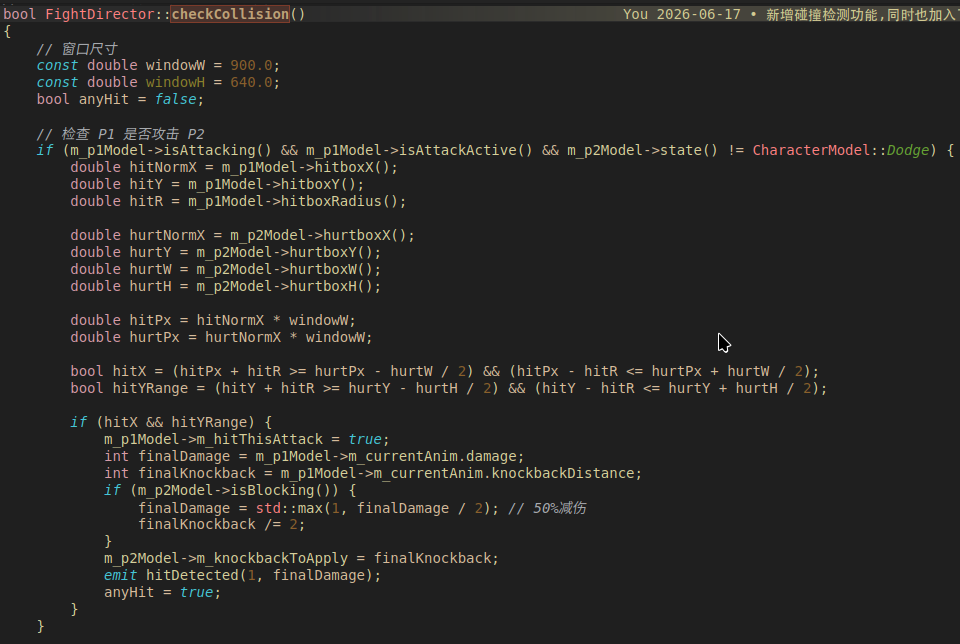 bool FightDirector::checkCollision() You 2026-06-17 • 新增碰撞检测功能,同时也加入
{
// 窗口尺寸
const double windowW = 900.0;
const double windowH = 640.0;
bool anyHit = false;
// 检查 P1 是否攻击 P2
if (m_p1Model->isAttacking() && m_p1Model->isAttackActive() && m_p2Model->state() != CharacterModel::Dodge) {
double hitNormX = m_p1Model->hitboxX();
double hitY = m_p1Model->hitboxY();
double hitR = m_p1Model->hitboxRadius();
double hurtNormX = m_p2Model->hurtboxX();
double hurtY = m_p2Model->hurtboxY();
double hurtW = m_p2Model->hurtboxW();
double hurtH = m_p2Model->hurtboxH();
double hitPx = hitNormX * windowW;
double hurtPx = hurtNormX * windowW;
bool hitX = (hitPx + hitR >= hurtPx - hurtW / 2) && (hitPx - hitR <= hurtPx + hurtW / 2);
bool hitYRange = (hitY + hitR >= hurtY - hurtH / 2) && (hitY - hitR <= hurtY + hurtH / 2);
if (hitX && hitYRange) {
m_p1Model->m_hitThisAttack = true;
int finalDamage = m_p1Model->m_currentAnim.damage;
int finalKnockback = m_p1Model->m_currentAnim.knockbackDistance;
if (m_p2Model->isBlocking()) {
finalDamage = std::max(1, finalDamage / 2); // 50%减伤
finalKnockback /= 2;
}
m_p2Model->m_knockbackToApply = finalKnockback;
emit hitDetected(1, finalDamage);
anyHit = true;
}
}